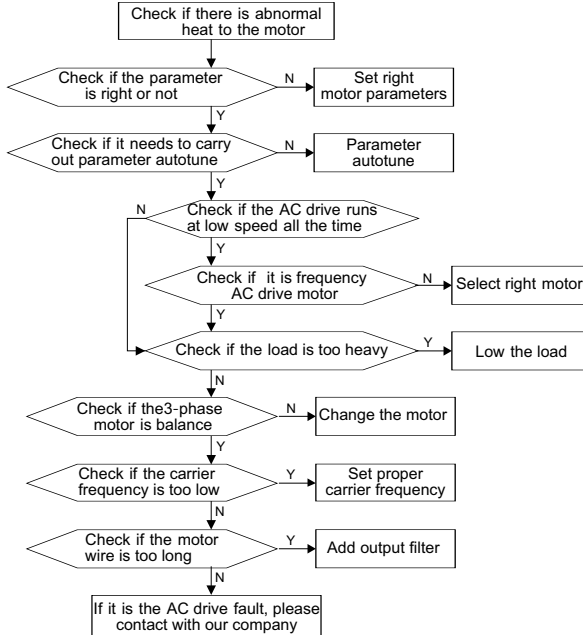 Check if there is abnormal
heat to the motor
Check if the parameter
is right or not
N
Set right
motor parameters
Y
Check if it needs to carry
out parameter autotune
N
Parameter
autotune
Y
N
Check if the AC drive runs
at low speed all the time
Y
Check if it is frequency
AC drive motor
N
Select right motor
Y
Check if the load is too heavy
Y
Low the load
N
Check if the3-phase
motor is balance
N
Change the motor
Y
Check if the carrier
frequency is too low
Y
Set proper
carrier frequency
N
Check if the motor
wire is too long
Y
Add output filter
N
If it is the AC drive fault, please
contact with our company